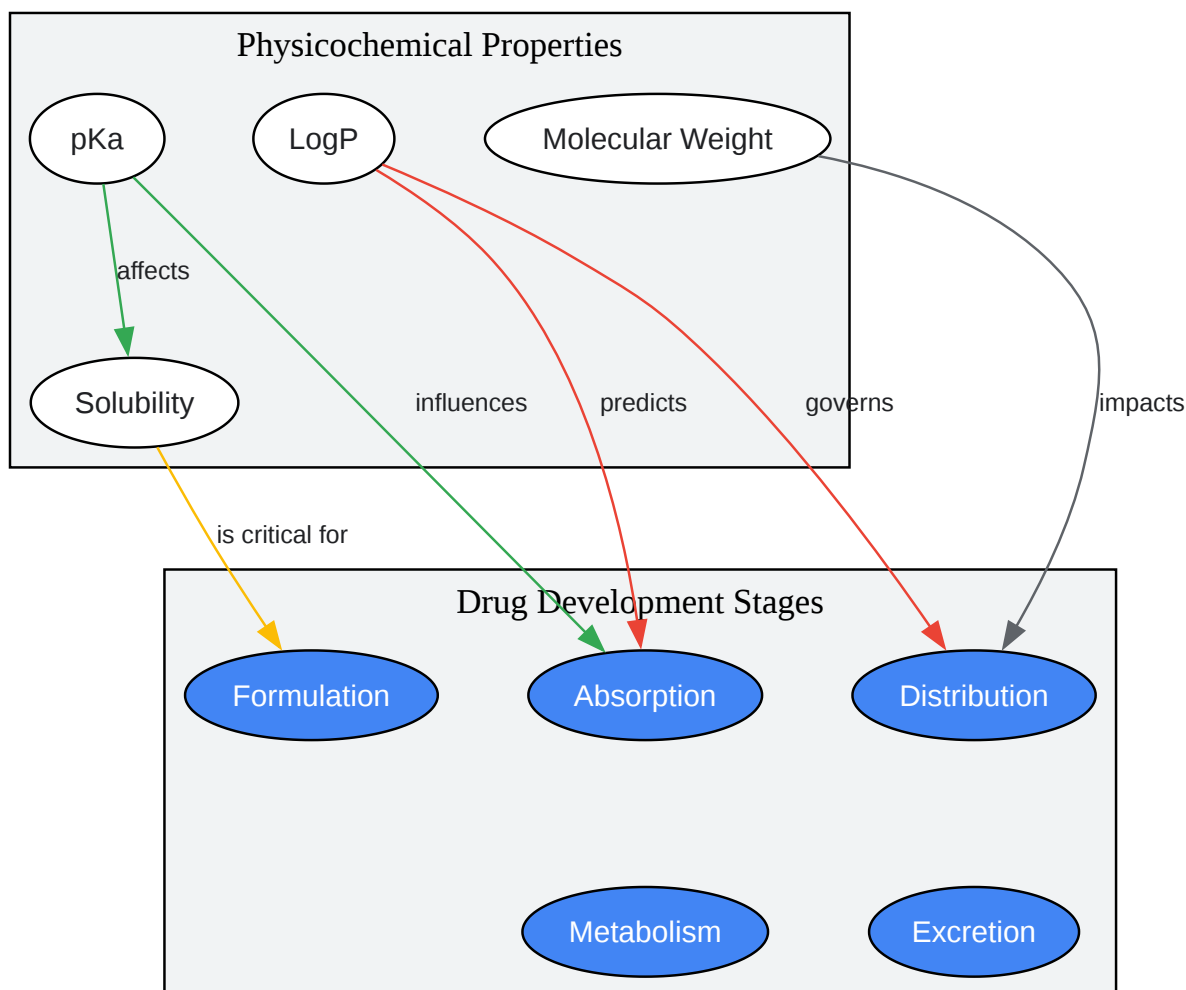 Physicochemical Properties
pKa
LogP
Molecular Weight
affects
Solubility
influences
predicts
governs
impacts
is critical for
Drug Development Stages
Formulation
Absorption
Distribution
Metabolism
Excretion